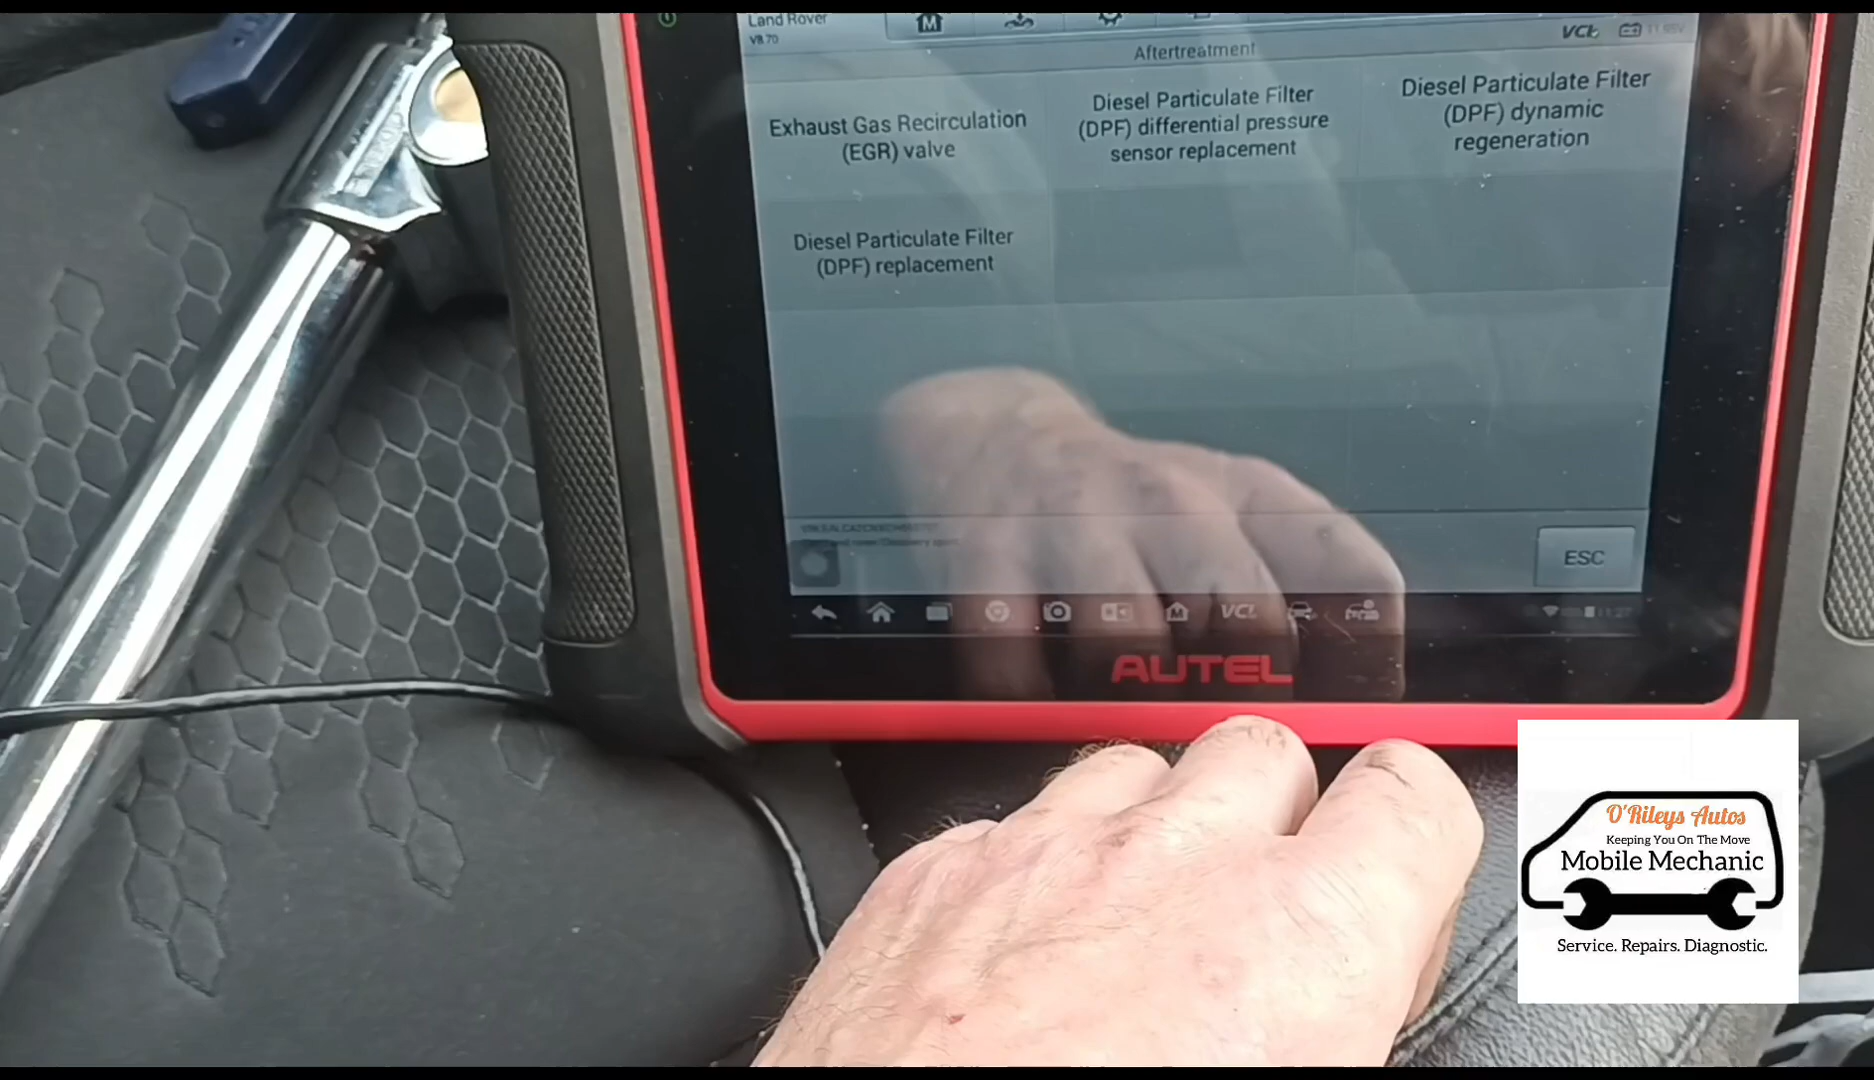 Land Rover
V8.70
VCI
Aftertreatment
Exhaust Gas Recirculation
(EGR) valve
Diesel Particulate Filter
(DPF) differential pressure
sensor replacement
Diesel Particulate Filter
(DPF) dynamic
regeneration
Diesel Particulate Filter
(DPF) replacement
ESC
VCI
AUTEL
O'Rileys Autos
Keeping You On The Move
Mobile Mechanic
Service. Repairs. Diagnostic.